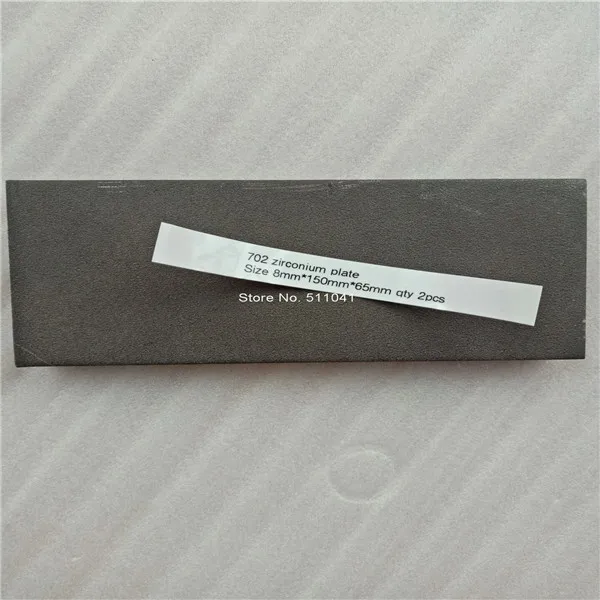 702 zirconium plate
Size 8mm*150mm*65mm qty 2pcs
Store No. 511041